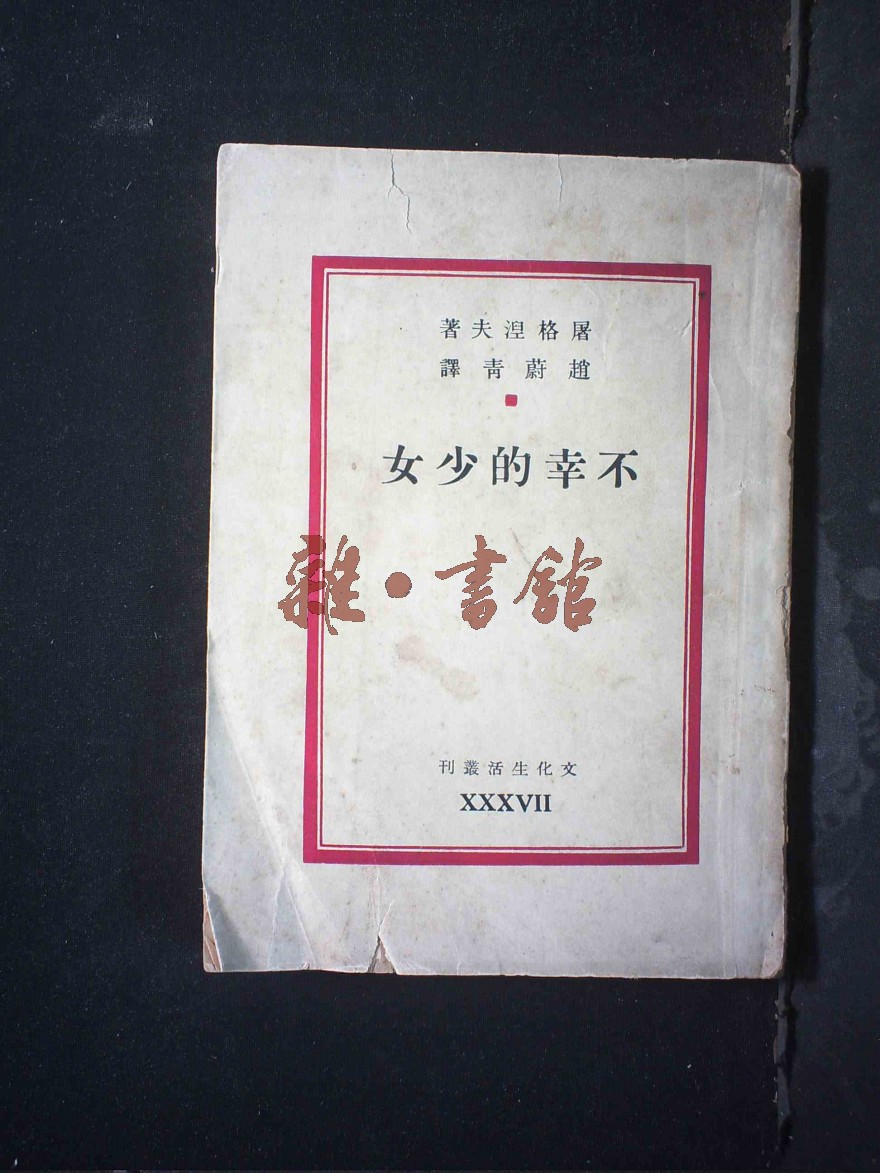 屠格湼夫著
趙蔚青譯
不幸的少女
雜·書館
文化生活叢刊
XXXVII